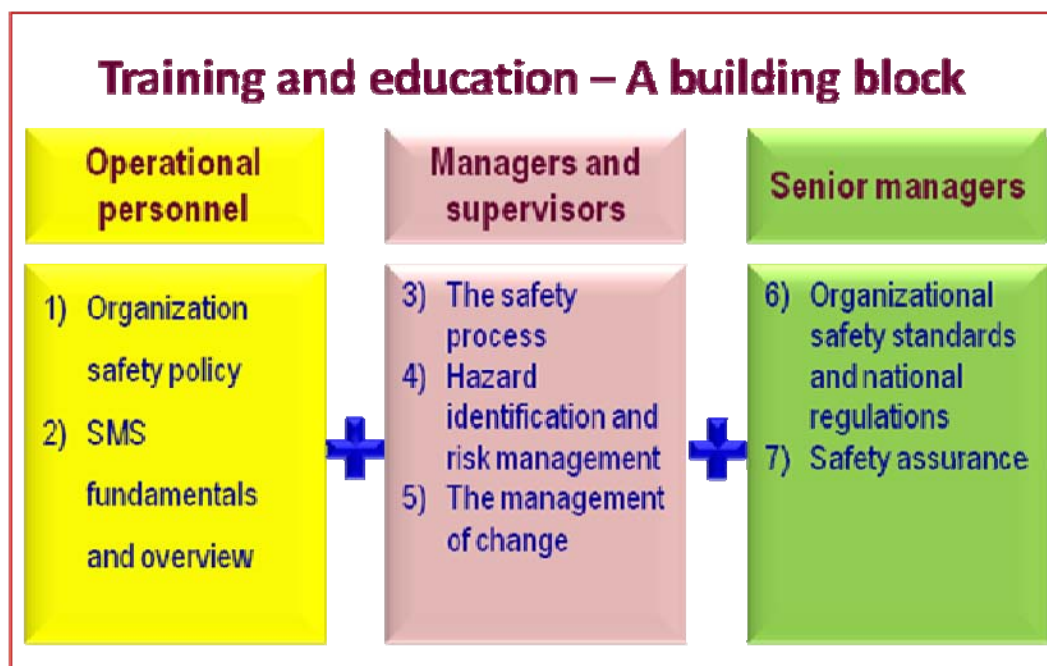 Training and education – A building block
Operational
personnel
1) Organization
safety policy
2) SMS
fundamentals
and overview
Managers and
supervisors
3) The safety
process
4) Hazard
identification and
risk management
5) The management
of change
Senior managers
6) Organizational
safety standards
and national
regulations
7) Safety assurance